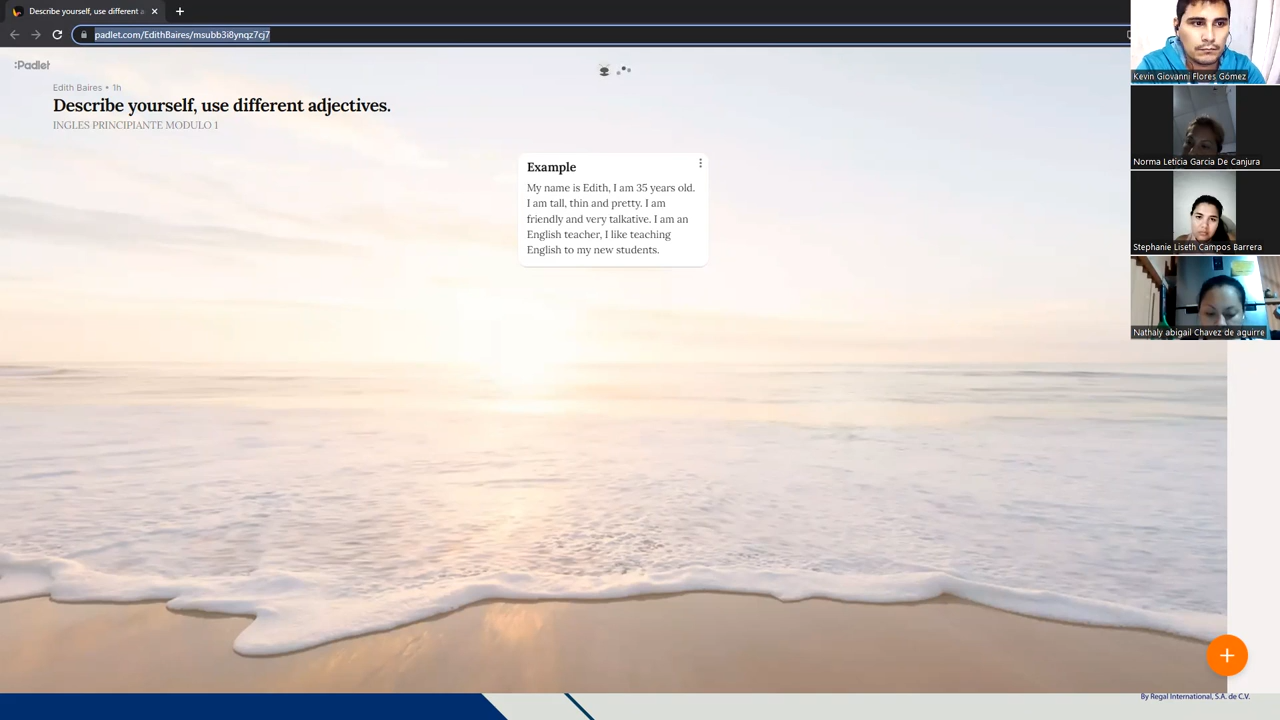 Describe yourself, use different a
padlet.com/EdithBaires/msubb3i8ynqz7cj7
:Padlet
Edith Baires • 1h
Describe yourself, use different adjectives.
INGLES PRINCIPIANTE MODULO 1
Example
My name is Edith, I am 35 years old.
I am tall, thin and pretty. I am
friendly and very talkative. I am an
English teacher, I like teaching
English to my new students.
Kevin Giovanni Flores Gómez
Norma Leticia Garcia De Canjura
Stephanie Liseth Campos Barrera
Nathaly abigail Chavez de aguirre
By Regal International, S.A. de C.V.